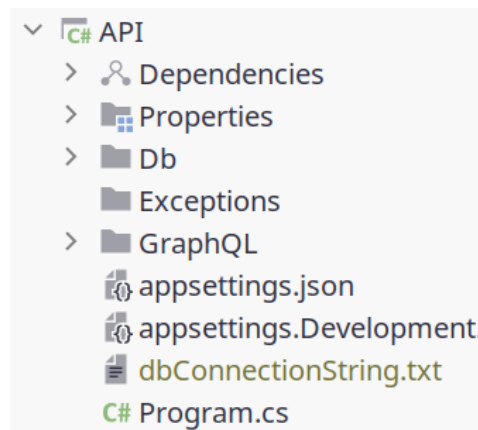 C# API
Dependencies
Properties
Db
Exceptions
GraphQL
{} appsettings.json
{} appsettings.Development.
dbConnectionString.txt
C# Program.cs